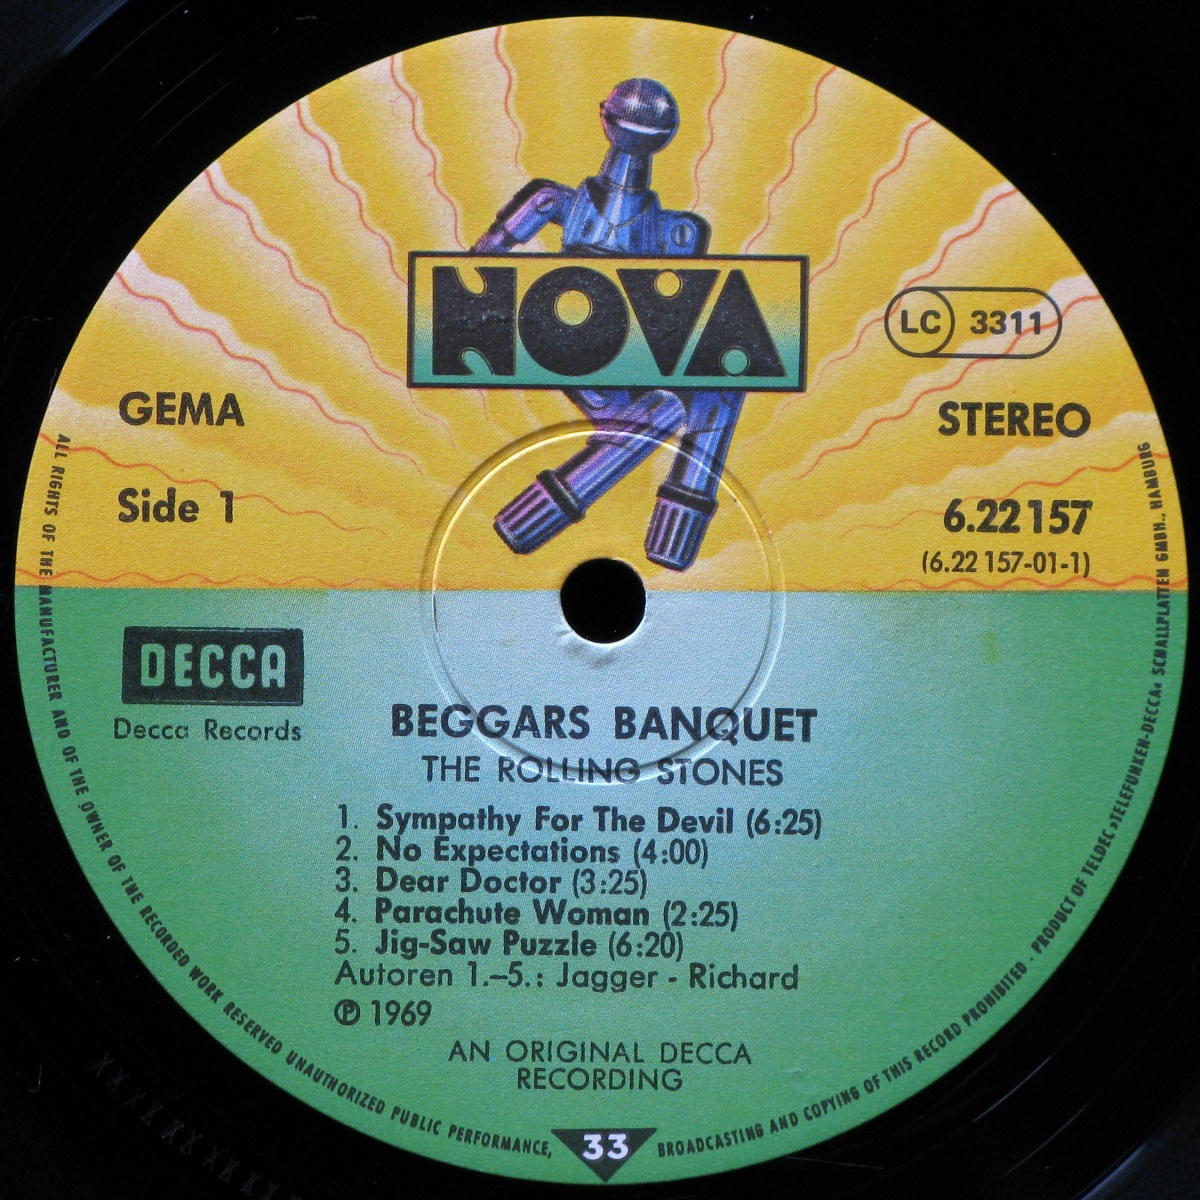 NOVA
LC 3311
GEMA
STEREO
Side 1
6.22 157
(6.22 157-01-1)
DECCA
Decca Records
BEGGARS BANQUET
THE ROLLING STONES
1. Sympathy For The Devil (6:25)
2. No Expectations (4:00)
3. Dear Doctor (3:25)
4. Parachute Woman (2:25)
5. Jig-Saw Puzzle (6:20)
Autoren 1.–5.: Jagger - Richard
℗ 1969
AN ORIGINAL DECCA
RECORDING
33
ALL RIGHTS OF THE MANUFACTURER AND OF THE OWNER OF THE RECORDED WORK RESERVED UNAUTHORIZED PUBLIC PERFORMANCE, BROADCASTING AND COPYING OF THIS RECORD PROHIBITED · PRODUCT OF TELDEC »TELEFUNKEN-DECCA« SCHALLPLATTEN GMBH., HAMBURG